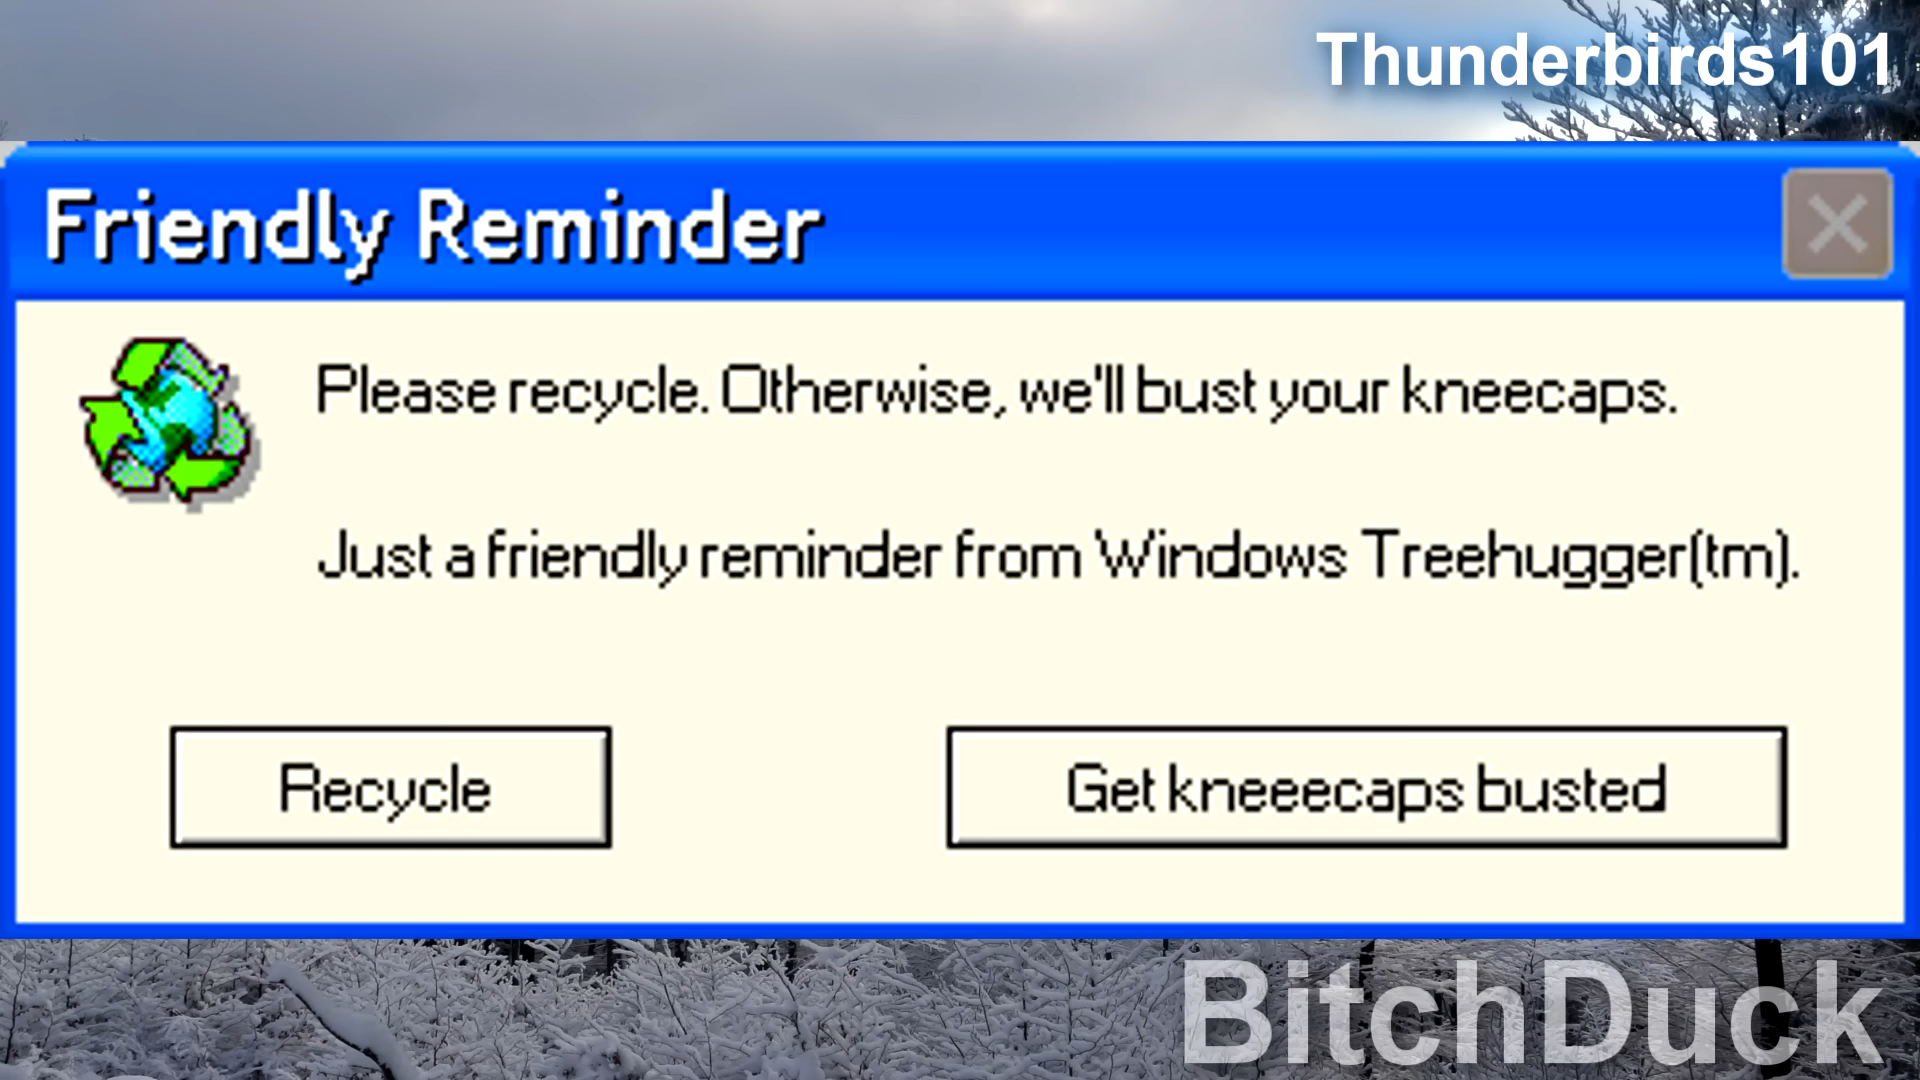 Thunderbirds101
Friendly Reminder
Please recycle. Otherwise, we'll bust your kneecaps.
Just a friendly reminder from Windows Treehugger(tm).
Recycle
Get kneeecaps busted
BitchDuck